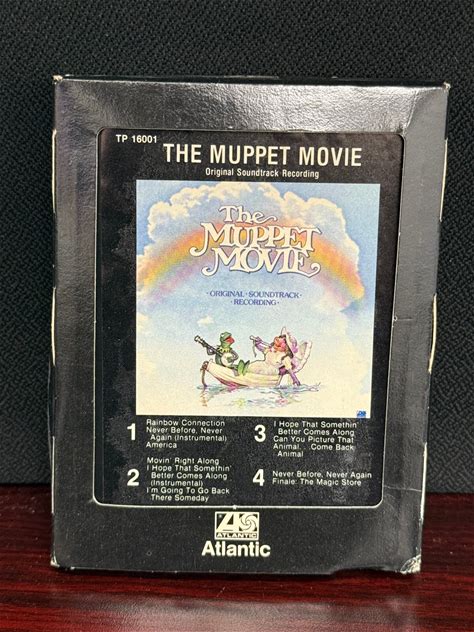 TP 16001
THE MUPPET MOVIE
Original Soundtrack Recording
The
MUPPET
MOVIE
· ORIGINAL · SOUNDTRACK ·
· RECORDING ·
1
Rainbow Connection
Never Before, Never
Again (Instrumental)
America
2
Movin' Right Along
I Hope That Somethin'
Better Comes Along
(Instrumental)
I'm Going To Go Back
There Someday
3
I Hope That Somethin'
Better Comes Along
Can You Picture That
Animal. . .Come Back
Animal
4
Never Before, Never Again
Finale: The Magic Store
ATLANTIC
Atlantic